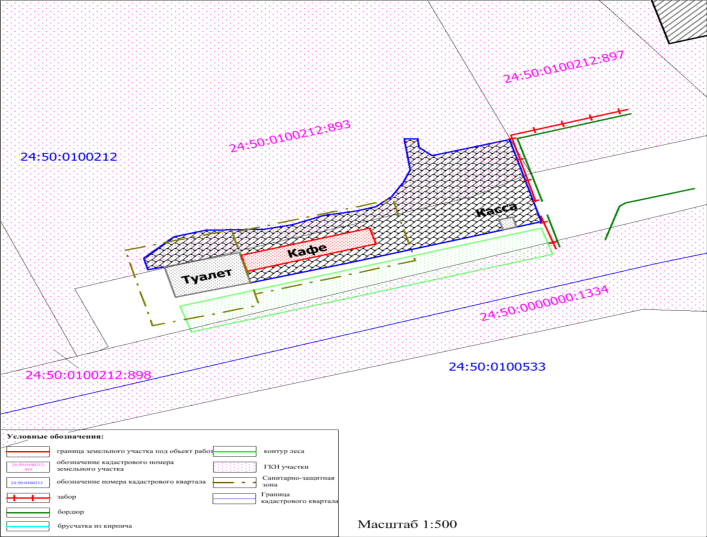 24:50:0100212:897
24:50:0100212:893
24:50:0100212
Касса
Кафе
Туалет
24:50:0000000:1334
24:50:0100533
24:50:0100212:898
Условные обозначения:
граница земельного участка под объект работ
обозначение кадастрового номера
земельного участка
24:50:0100212
обозначение номера кадастрового квартала
забор
бордюр
брусчатка из кирпича
контур леса
ГКН участки
Санитарно-защитная
зона
Граница
кадастрового квартала
Масштаб 1:500